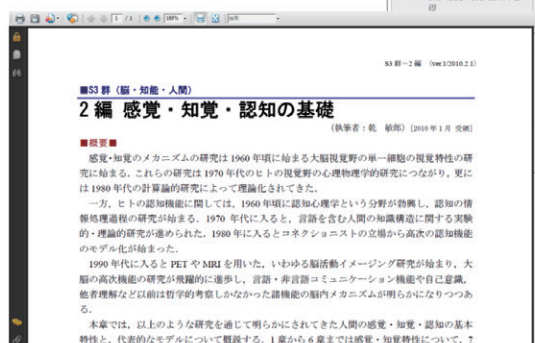 1 / 1
100%
検索
S3 群－2 編 (ver.1/2010.2.1)
■S3 群（脳・知能・人間）
2 編 感覚・知覚・認知の基礎
（執筆者：乾 敏郎）[2010 年 1 月 受領]
■概要■
感覚・知覚のメカニズムの研究は 1960 年頃に始まる大脳視覚野の単一細胞の視覚特性の研
究に始まる．これらの研究は 1970 年代のヒトの視覚野の心理物理学的研究につながり，更に
は 1980 年代の計算論的研究によって理論化されてきた．
一方，ヒトの認知機能に関しては，1960 年頃に認知心理学という分野が勃興し，認知の情
報処理過程の研究が始まる．1970 年代に入ると，言語を含む人間の知識構造に関する実験
的・理論的研究が進められた．1980 年に入るとコネクショニストの立場から高次の認知機能
のモデル化が始まった．
1990 年代に入ると PET や MRI を用いた，いわゆる脳活動イメージング研究が始まり，大
脳の高次機能の研究が飛躍的に進歩し，言語・非言語コミュニケーション機能や自己意識，
他者理解など以前は哲学的考察しかなかった諸機能の脳内メカニズムが明らかになりつつあ
る．
本章では，以上のような研究を通じて明らかにされてきた人間の感覚・知覚・認知の基本
特性と，代表的なモデルについて概説する．1 章から 6 章までは感覚・知覚特性について，7